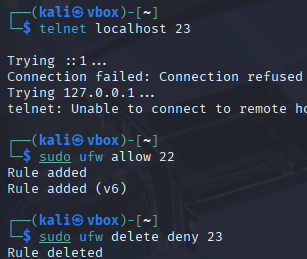 (kali㉿vbox)-[~]
$ telnet localhost 23
Trying ::1...
Connection failed: Connection refused
Trying 127.0.0.1...
telnet: Unable to connect to remote
(kali㉿vbox)-[~]
$ sudo ufw allow 22
Rule added
Rule added (v6)
(kali㉿vbox)-[~]
$ sudo ufw delete deny 23
Rule deleted